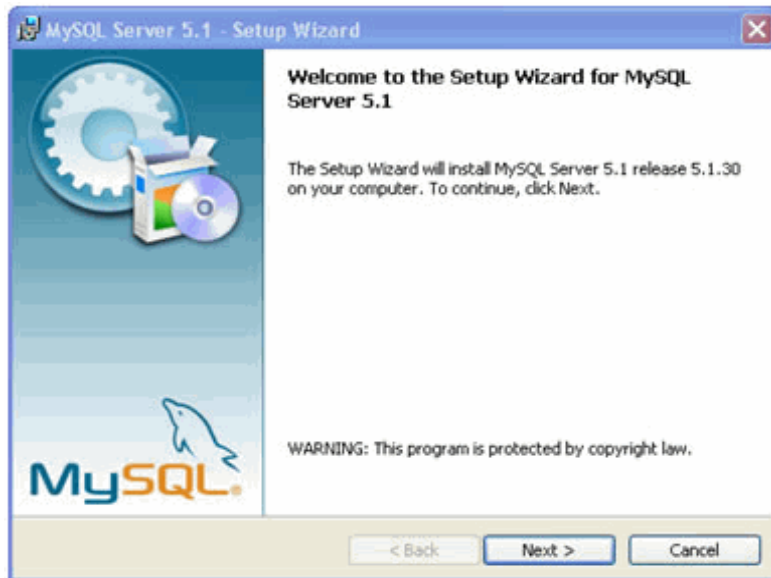 MySQL Server 5.1 - Setup Wizard
Welcome to the Setup Wizard for MySQL
Server 5.1
The Setup Wizard will install MySQL Server 5.1 release 5.1.30
on your computer. To continue, click Next.
WARNING: This program is protected by copyright law.
MySQL.
< Back Next > Cancel